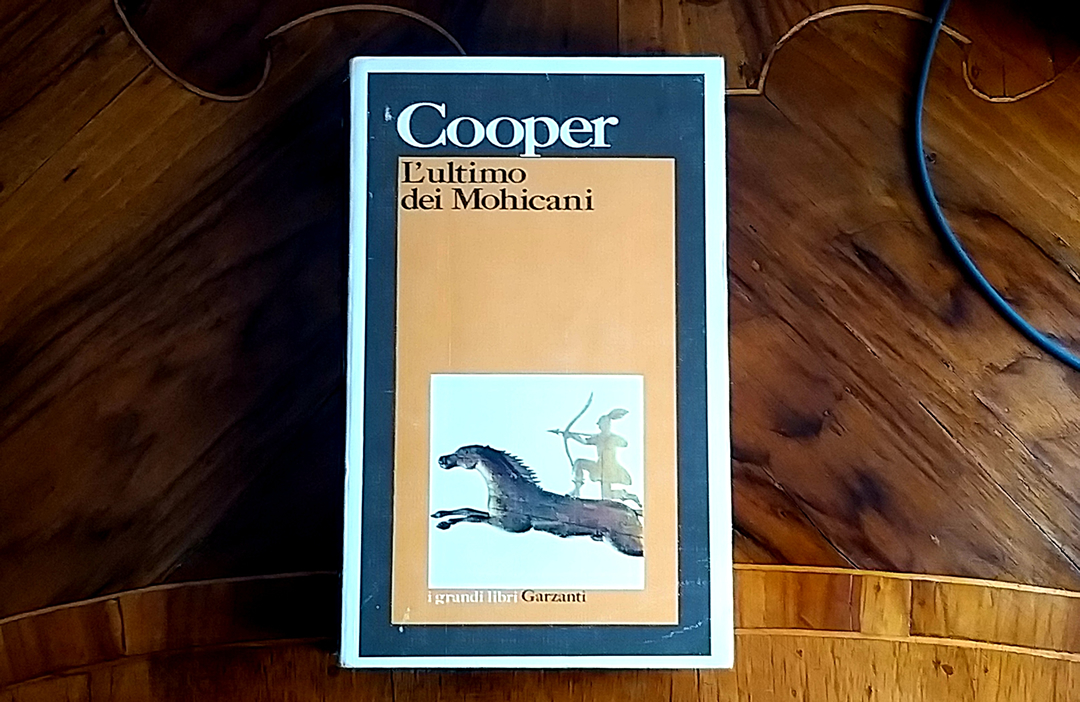 Cooper
L'ultimo
dei Mohicani
i grandi libri Garzanti